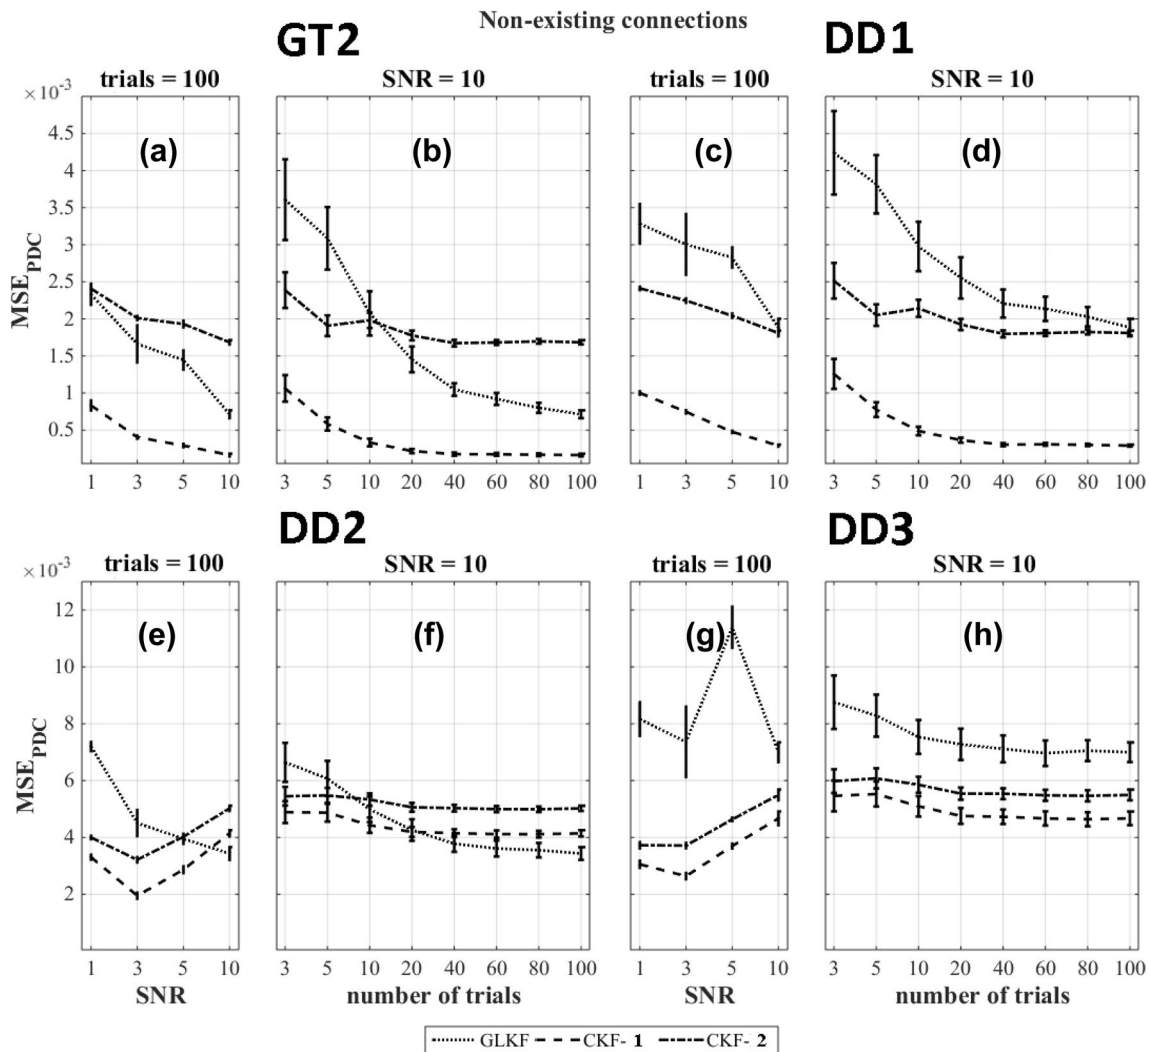 Non-existing connections
GT2 DD1
×10⁻³ trials = 100 SNR = 10 trials = 100 SNR = 10
(a) (b) (c) (d)
4.5
4
3.5
3
2.5
2
1.5
1
0.5
MSE_PDC
1 3 5 10 3 5 10 20 40 60 80 100 1 3 5 10 3 5 10 20 40 60 80 100
DD2 DD3
×10⁻³ trials = 100 SNR = 10 trials = 100 SNR = 10
(e) (f) (g) (h)
12
10
8
6
4
2
MSE_PDC
1 3 5 10 3 5 10 20 40 60 80 100 1 3 5 10 3 5 10 20 40 60 80 100
SNR number of trials SNR number of trials
GLKF CKF- 1 CKF- 2